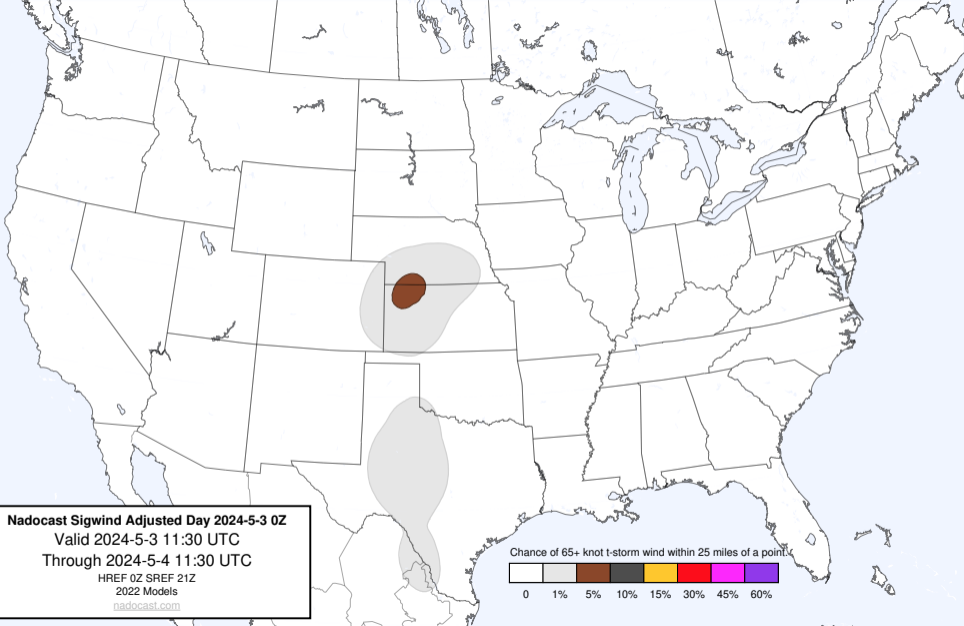 Nadocast Sigwind Adjusted Day 2024-5-3 0Z
Valid 2024-5-3 11:30 UTC
Through 2024-5-4 11:30 UTC
HREF 0Z SREF 21Z
2022 Models
nadocast.com
Chance of 65+ knot t-storm wind within 25 miles of a point.
0 1% 5% 10% 15% 30% 45% 60%